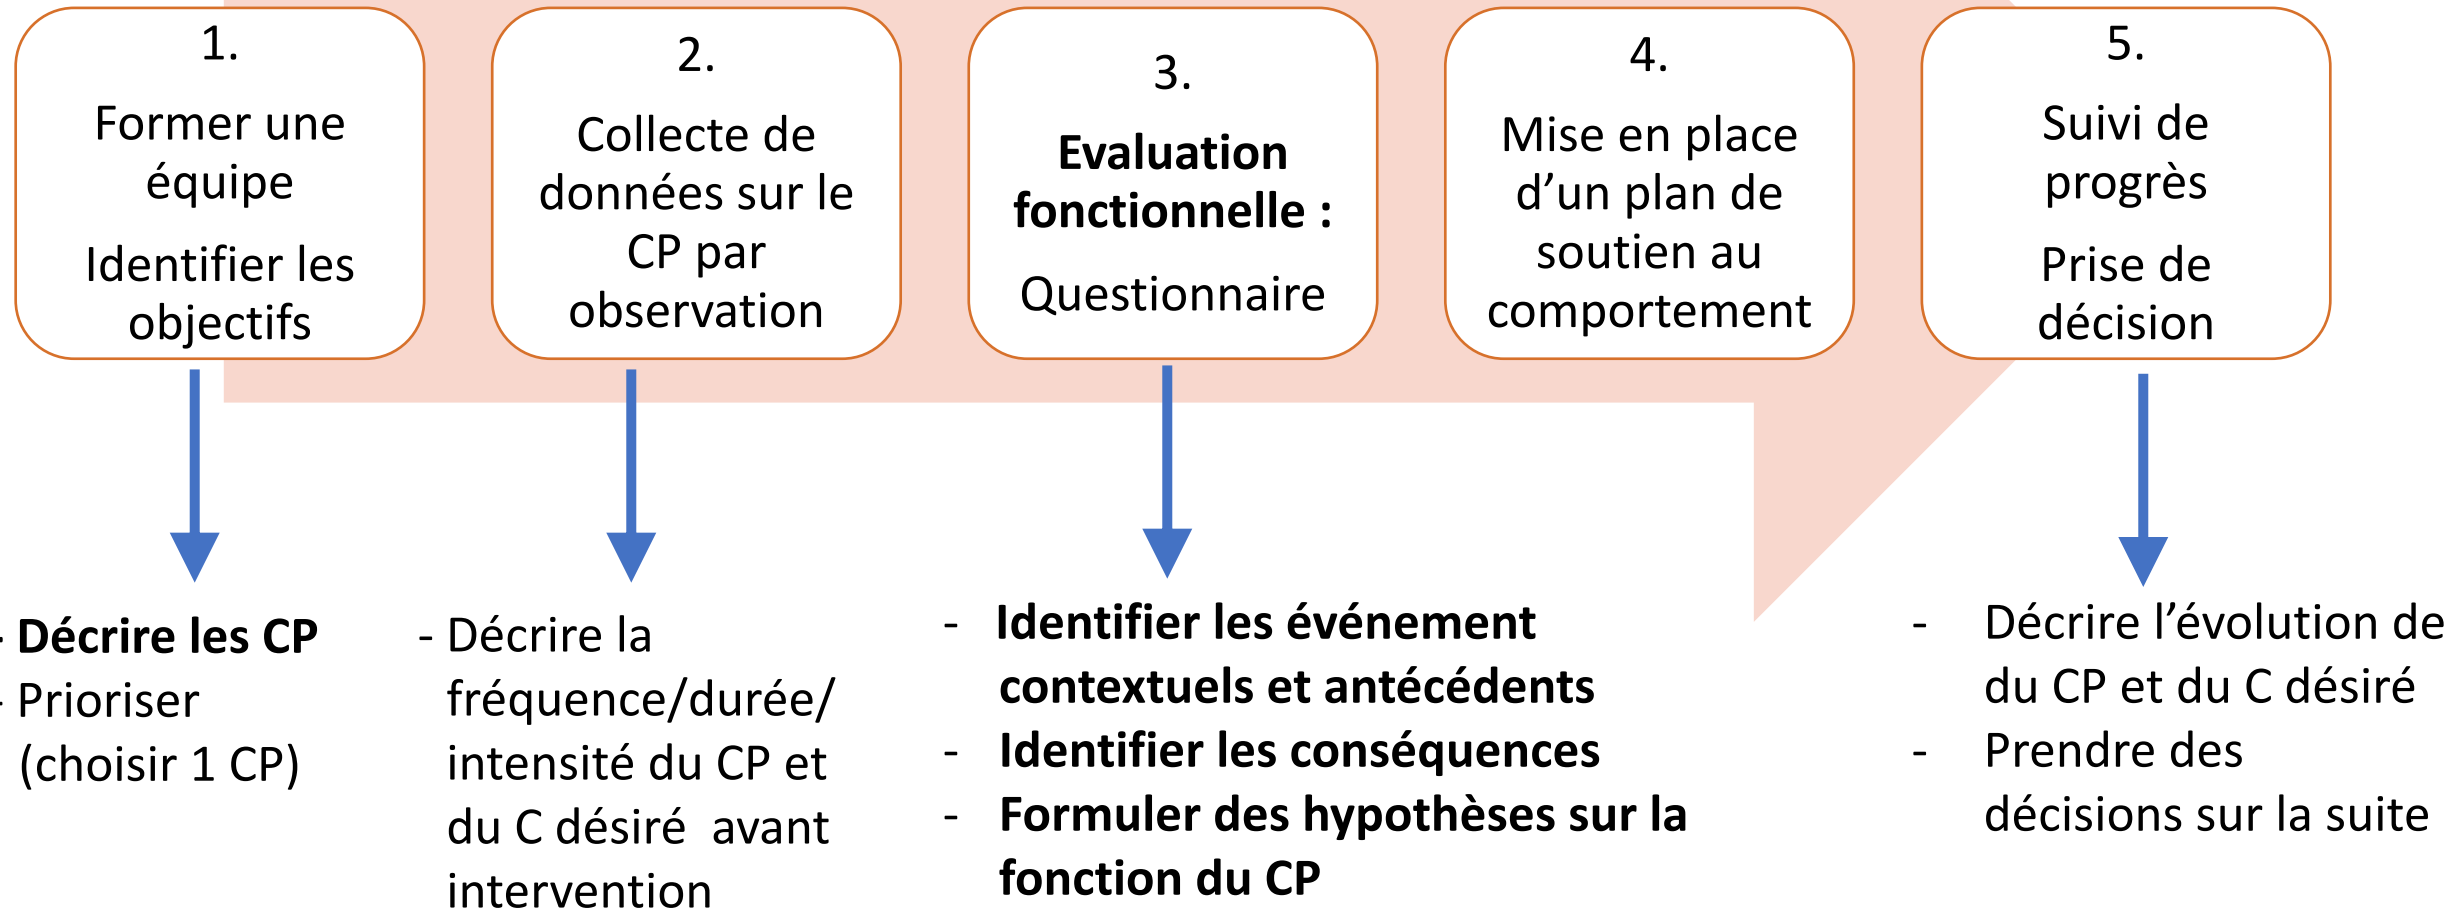 1.
Former une
équipe
Identifier les
objectifs
2.
Collecte de
données sur le
CP par
observation
3.
Evaluation
fonctionnelle :
Questionnaire
4.
Mise en place
d’un plan de
soutien au
comportement
5.
Suivi de
progrès
Prise de
décision
- Décrire les CP
- Prioriser
(choisir 1 CP)
- Décrire la
fréquence/durée/
intensité du CP et
du C désiré avant
intervention
- Identifier les événement
contextuels et antécédents
- Identifier les conséquences
- Formuler des hypothèses sur la
fonction du CP
- Décrire l’évolution de
du CP et du C désiré
- Prendre des
décisions sur la suite